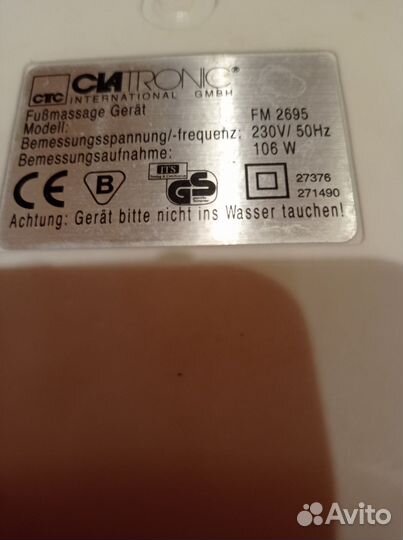 CTC CLATRONIC®
INTERNATIONAL GMBH
Fußmassage Gerät
Modell: FM 2695
Bemessungsspannung/-frequenz: 230V/ 50Hz
Bemessungsaufnahme: 106 W
CE B ITS GS 27376
271490
Achtung: Gerät bitte nicht ins Wasser tauchen!
Avito